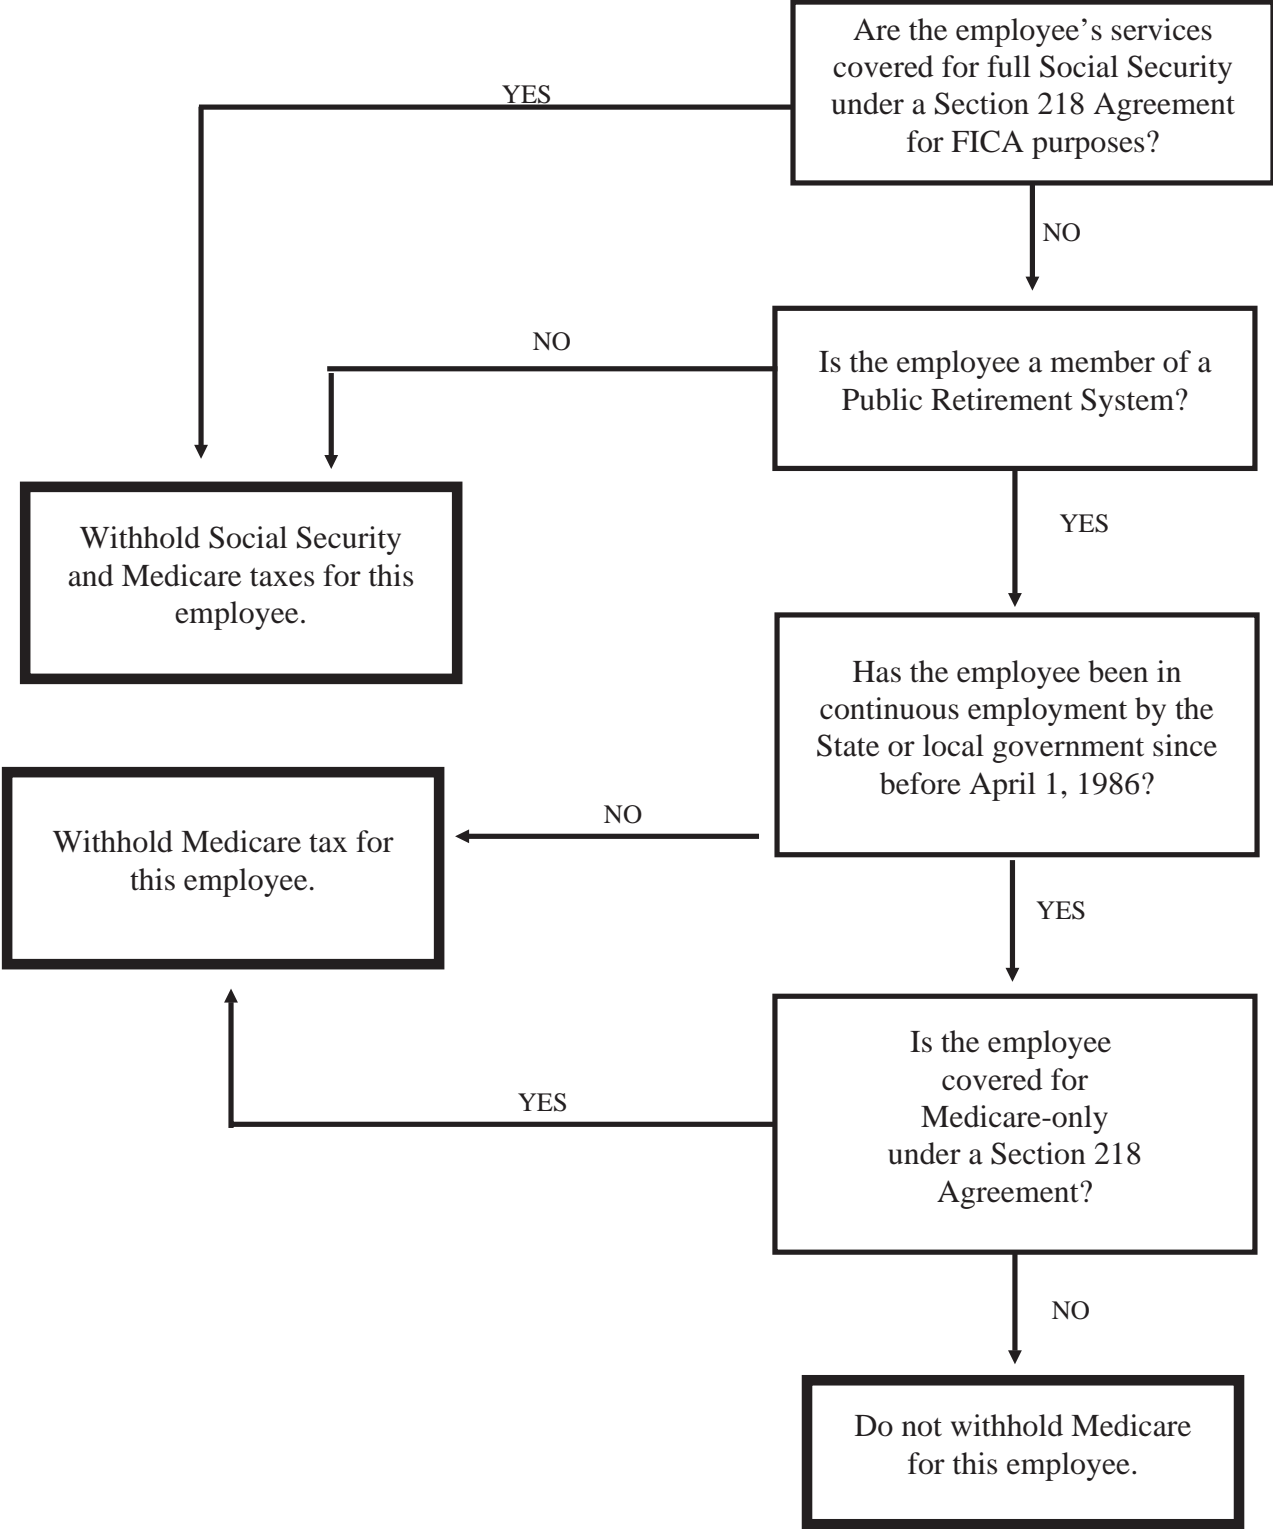 Are the employee’s services
covered for full Social Security
under a Section 218 Agreement
for FICA purposes?
YES
NO
NO
Is the employee a member of a
Public Retirement System?
YES
Withhold Social Security
and Medicare taxes for this
employee.
Has the employee been in
continuous employment by the
State or local government since
before April 1, 1986?
NO
Withhold Medicare tax for
this employee.
YES
Is the employee
covered for
Medicare-only
under a Section 218
Agreement?
YES
NO
Do not withhold Medicare
for this employee.